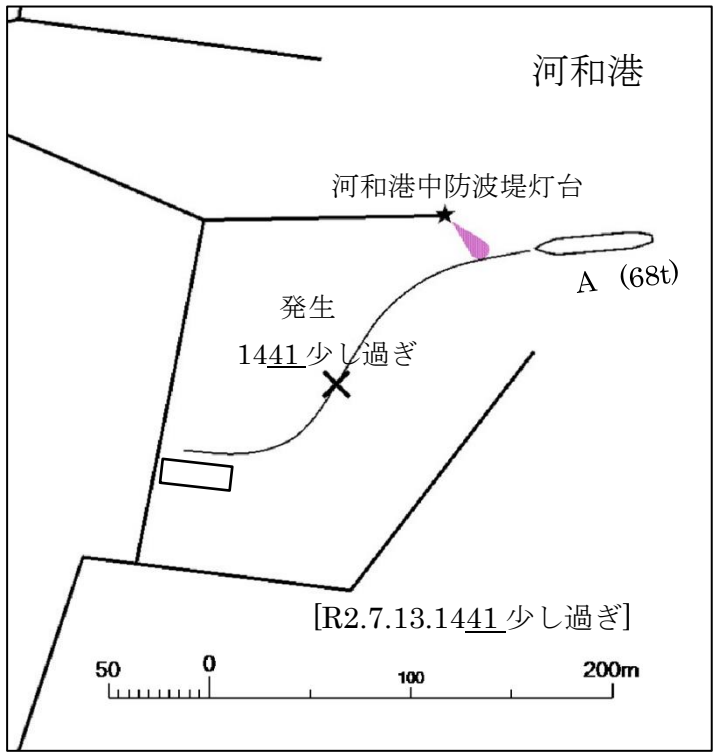 河和港
河和港中防波堤灯台
A (68t)
発生
1441 少し過ぎ
[R2.7.13.1441 少し過ぎ]
50 0 100 200m